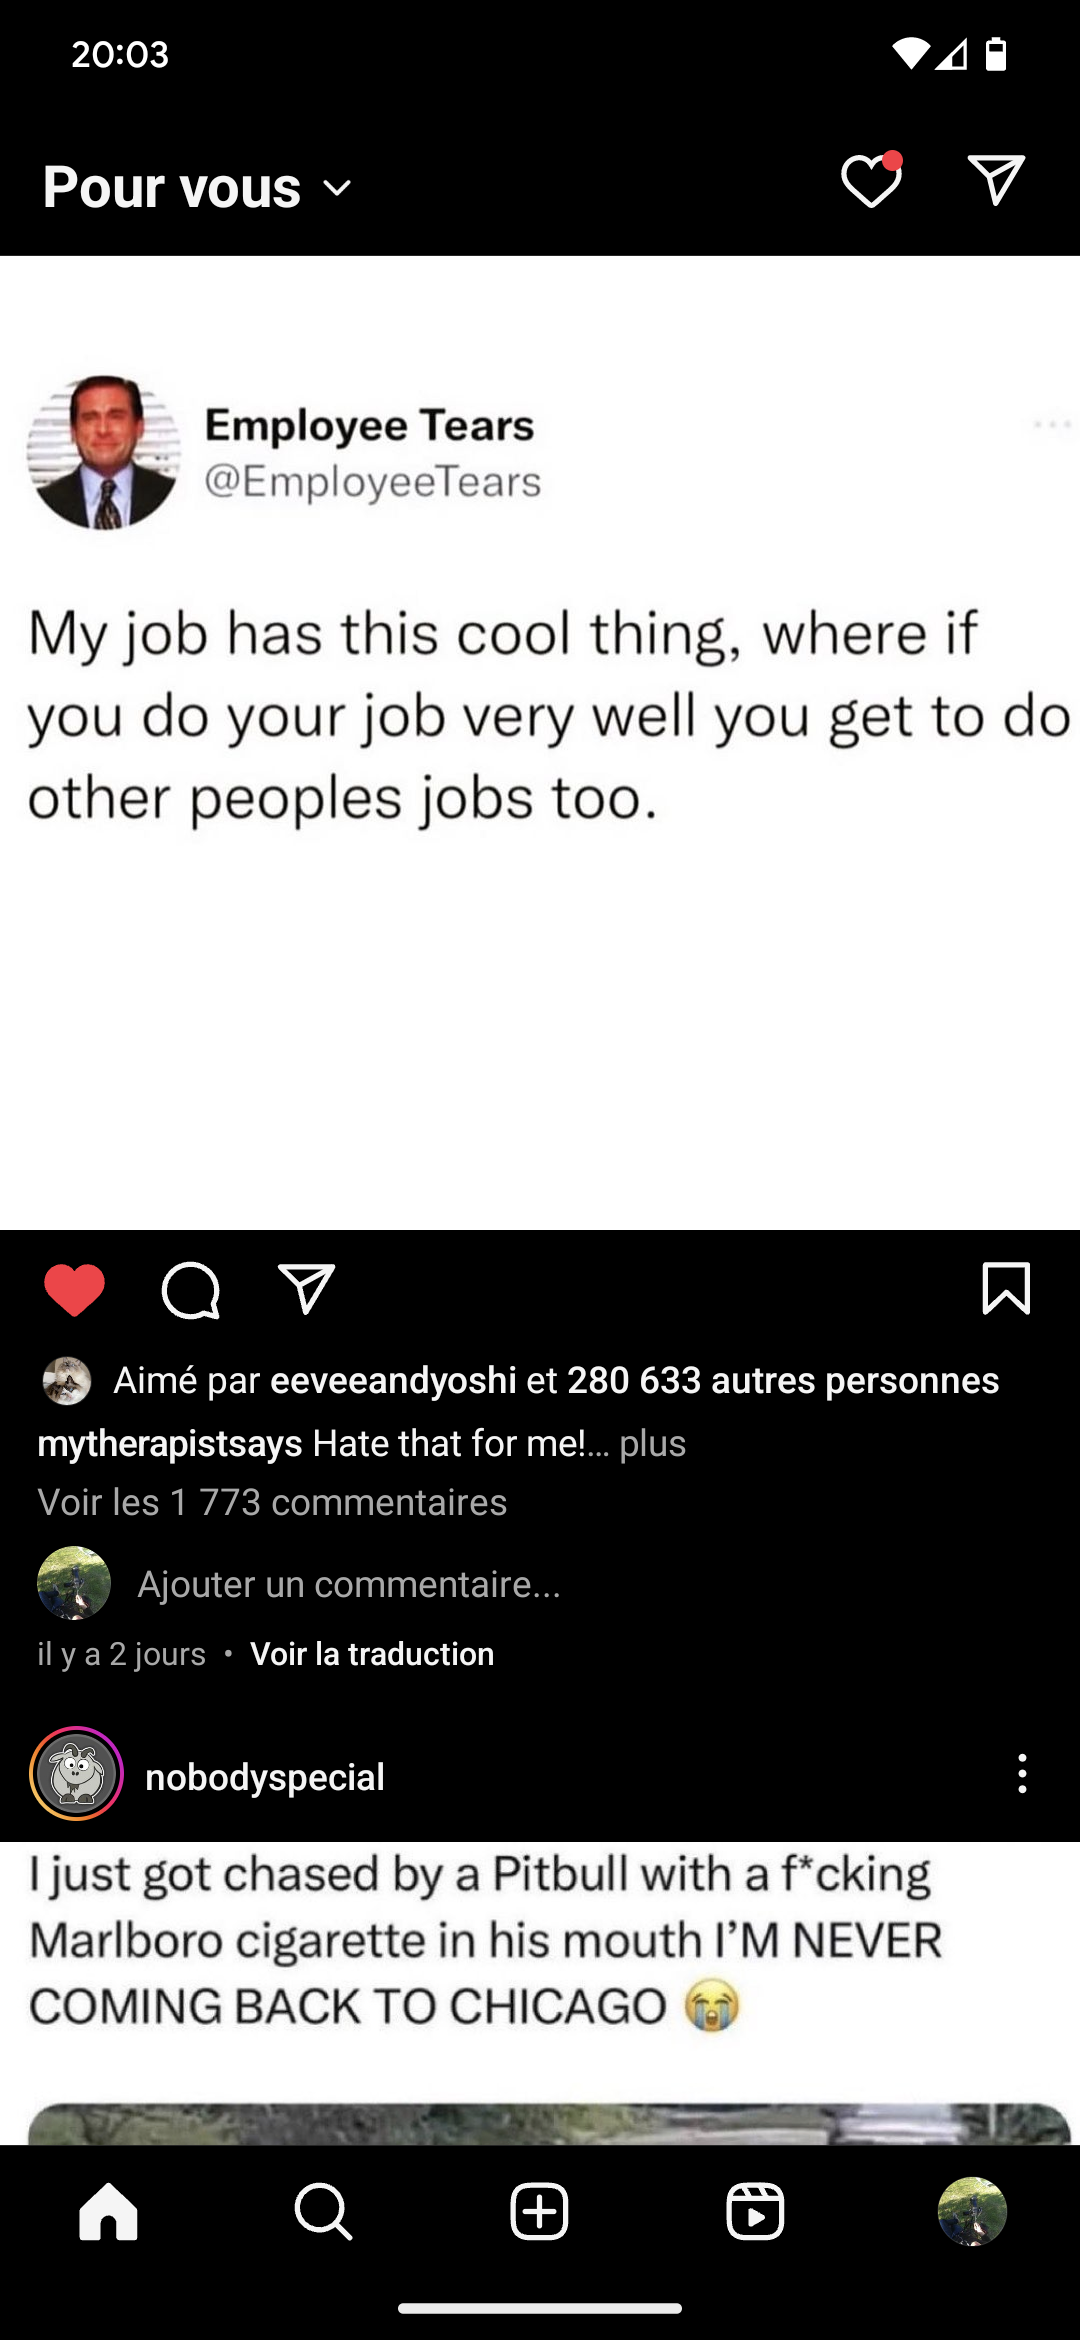 20:03
Pour vous
Employee Tears
@EmployeeTears
My job has this cool thing, where if
you do your job very well you get to do
other peoples jobs too.
Aimé par eeveeandyoshi et 280 633 autres personnes
mytherapistsays Hate that for me!... plus
Voir les 1 773 commentaires
Ajouter un commentaire...
il y a 2 jours • Voir la traduction
nobodyspecial
I just got chased by a Pitbull with a f*cking
Marlboro cigarette in his mouth I’M NEVER
COMING BACK TO CHICAGO 😭